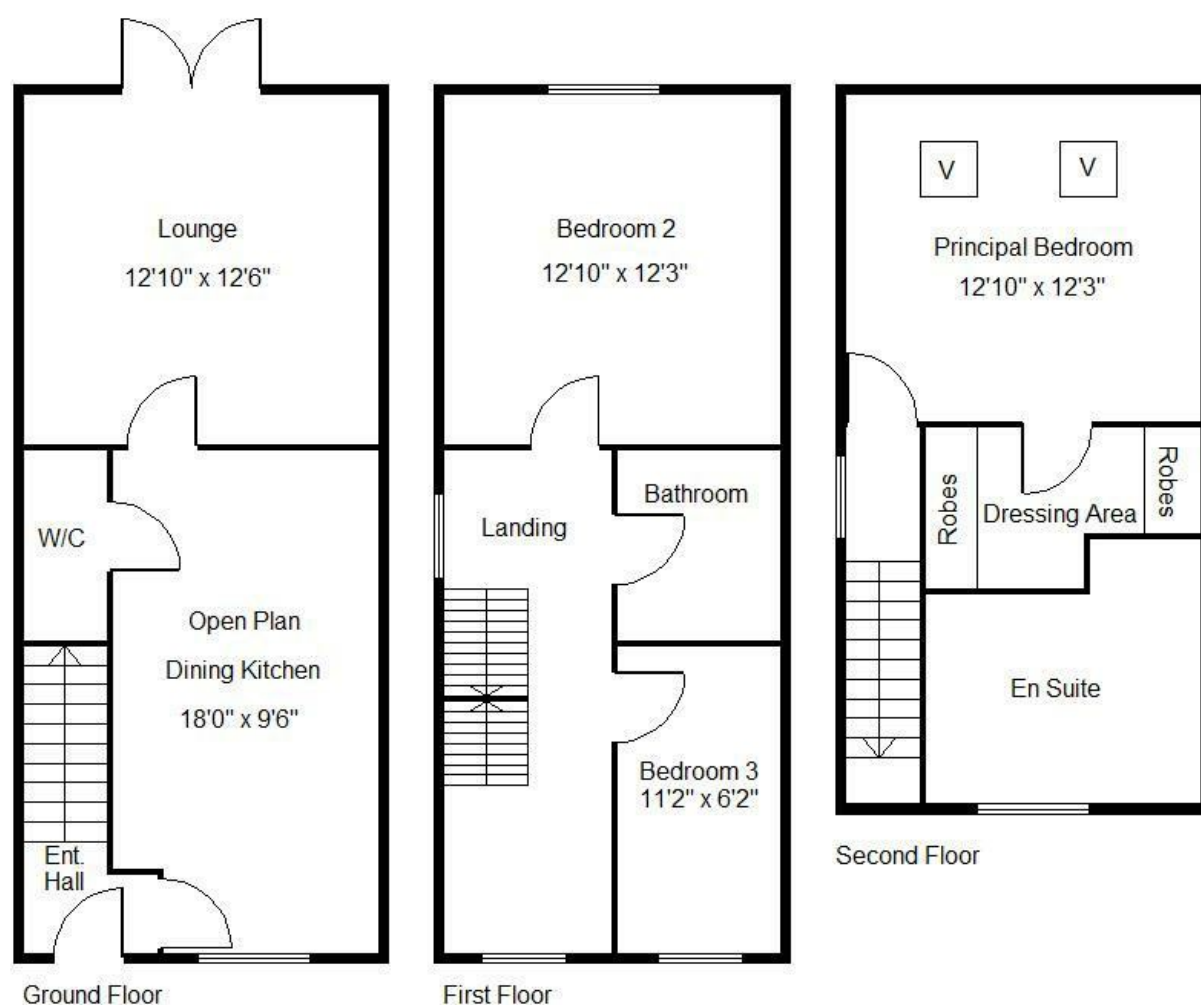 Lounge
12'10" x 12'6"
W/C
Open Plan
Dining Kitchen
18'0" x 9'6"
Ent.
Hall
Ground Floor
Bedroom 2
12'10" x 12'3"
Landing
Bathroom
Bedroom 3
11'2" x 6'2"
First Floor
V
V
Principal Bedroom
12'10" x 12'3"
Robes
Dressing Area
Robes
En Suite
Second Floor